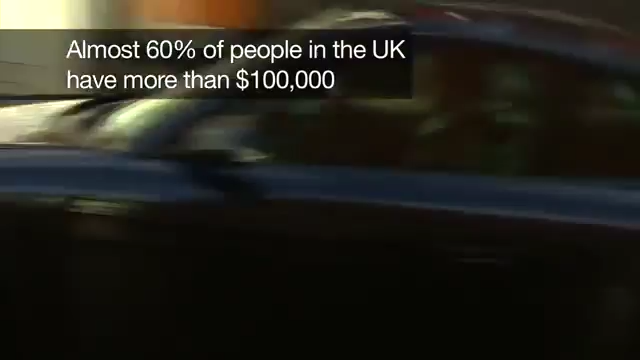 Almost 60% of people in the UK
have more than $100,000